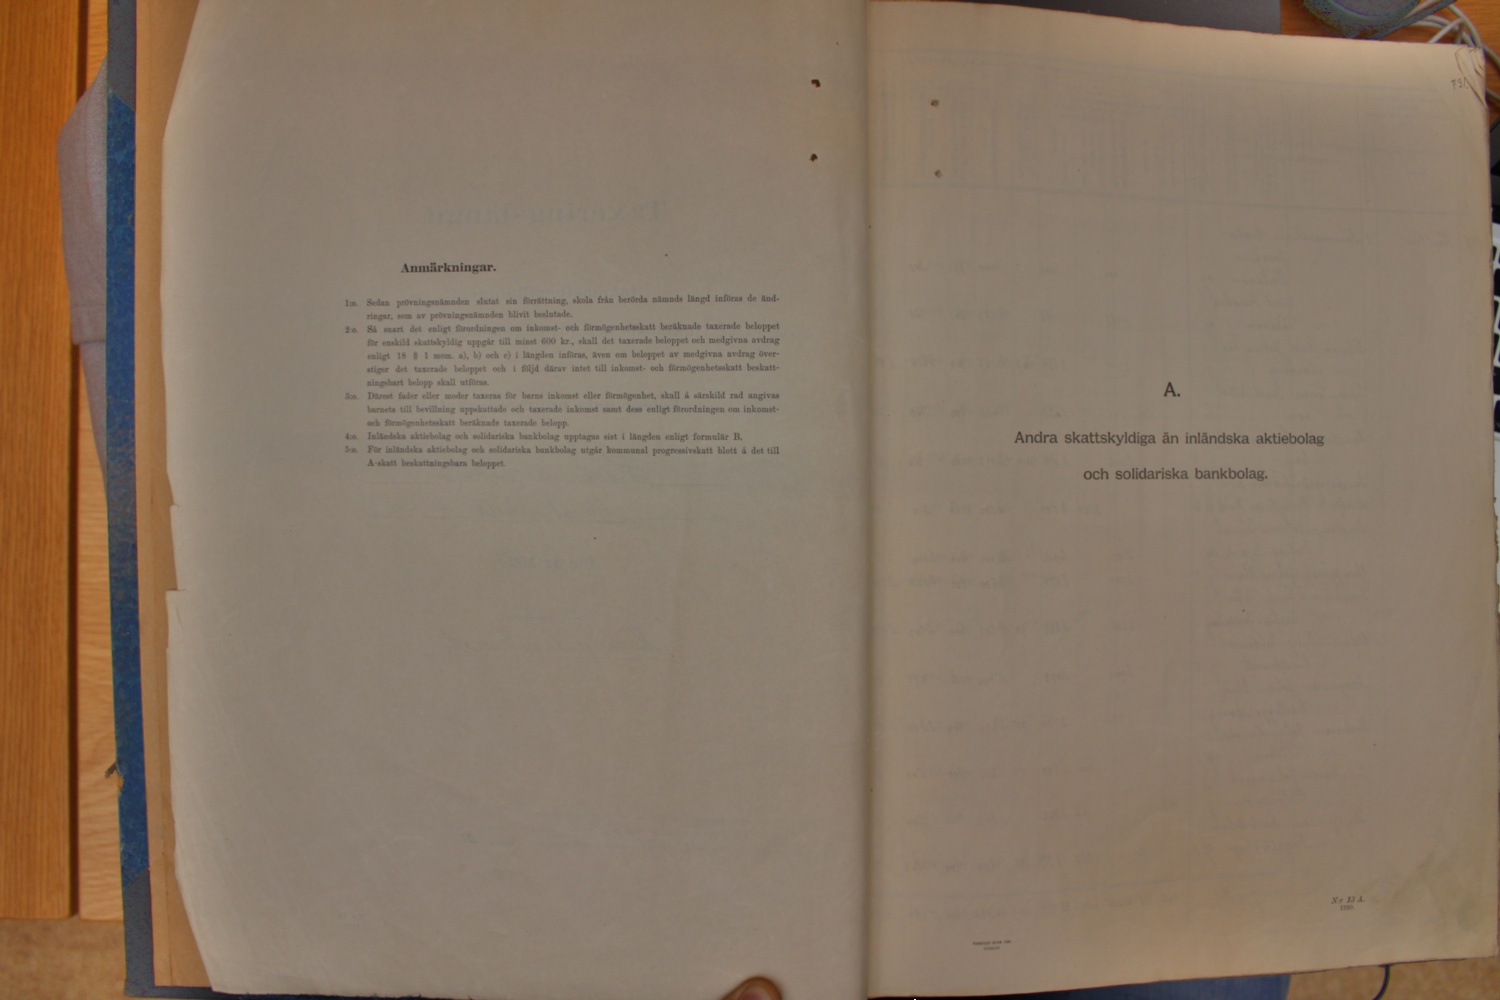 Anmärkningar.
1:o. Sedan prövningsnämnden slutat sin förrättning, skola från berörda nämnds längd införas de änd-
ringar, som av prövningsnämnden blivit beslutade.
2:o. Så snart det enligt förordningen om inkomst- och förmögenhetsskatt beräknade taxerade beloppet
för enskild skattskyldig uppgår till minst 600 kr., skall det taxerade beloppet och medgivna avdrag
enligt 18 § 1 mom. a), b) och c) i längden införas, även om beloppet av medgivna avdrag över-
stiger det taxerade beloppet och i följd därav intet till inkomst- och förmögenhetsskatt beskatt-
ningsbart belopp skall utföras.
3:o. Därest fader eller moder taxeras för barns inkomst eller förmögenhet, skall å särskild rad angivas
barnets till bevillning uppskattade och taxerade inkomst samt dess enligt förordningen om inkomst-
och förmögenhetsskatt beräknade taxerade belopp.
4:o. Inländska aktiebolag och solidariska bankbolag upptagas sist i längden enligt formulär B.
5:o. För inländska aktiebolag och solidariska bankbolag utgår kommunal progressivskatt blott å det till
A-skatt beskattningsbara beloppet.
A.
Andra skattskyldiga än inländska aktiebolag
och solidariska bankbolag.
N:r 13 A.